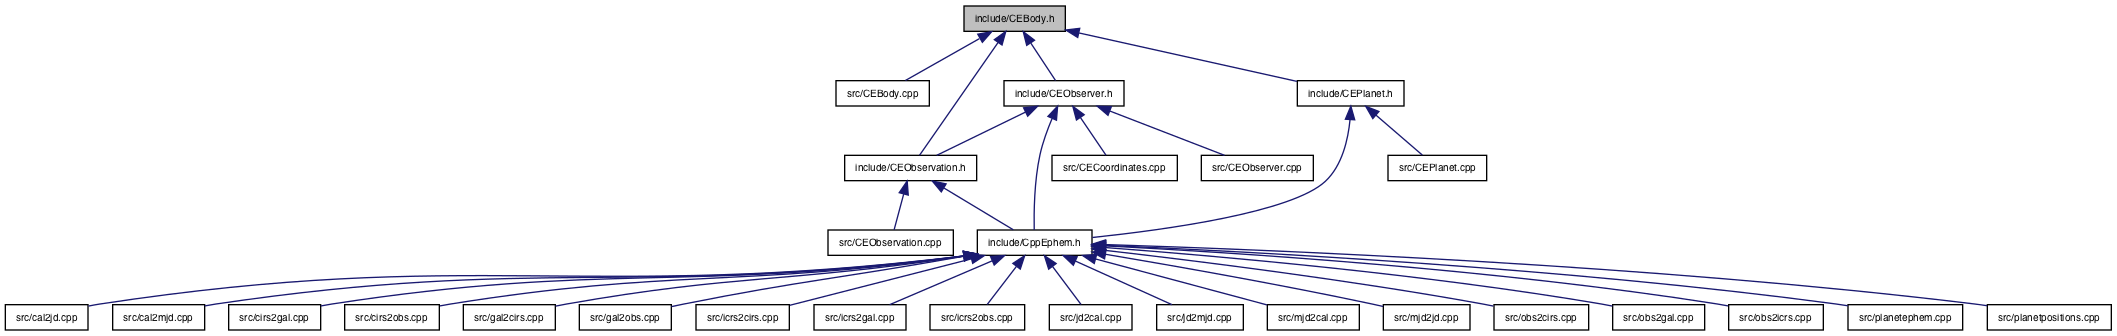 include/CEBody.h
src/CEBody.cpp
include/CEObserver.h
include/CEPlanet.h
include/CEObservation.h
src/CECoordinates.cpp
src/CEObserver.cpp
src/CEPlanet.cpp
src/CEObservation.cpp
include/CppEphem.h
src/cal2jd.cpp
src/cal2mjd.cpp
src/cirs2gal.cpp
src/cirs2obs.cpp
src/gal2cirs.cpp
src/gal2obs.cpp
src/icrs2cirs.cpp
src/icrs2gal.cpp
src/icrs2obs.cpp
src/jd2cal.cpp
src/jd2mjd.cpp
src/mjd2cal.cpp
src/mjd2jd.cpp
src/obs2cirs.cpp
src/obs2gal.cpp
src/obs2icrs.cpp
src/planetephem.cpp
src/planetpositions.cpp